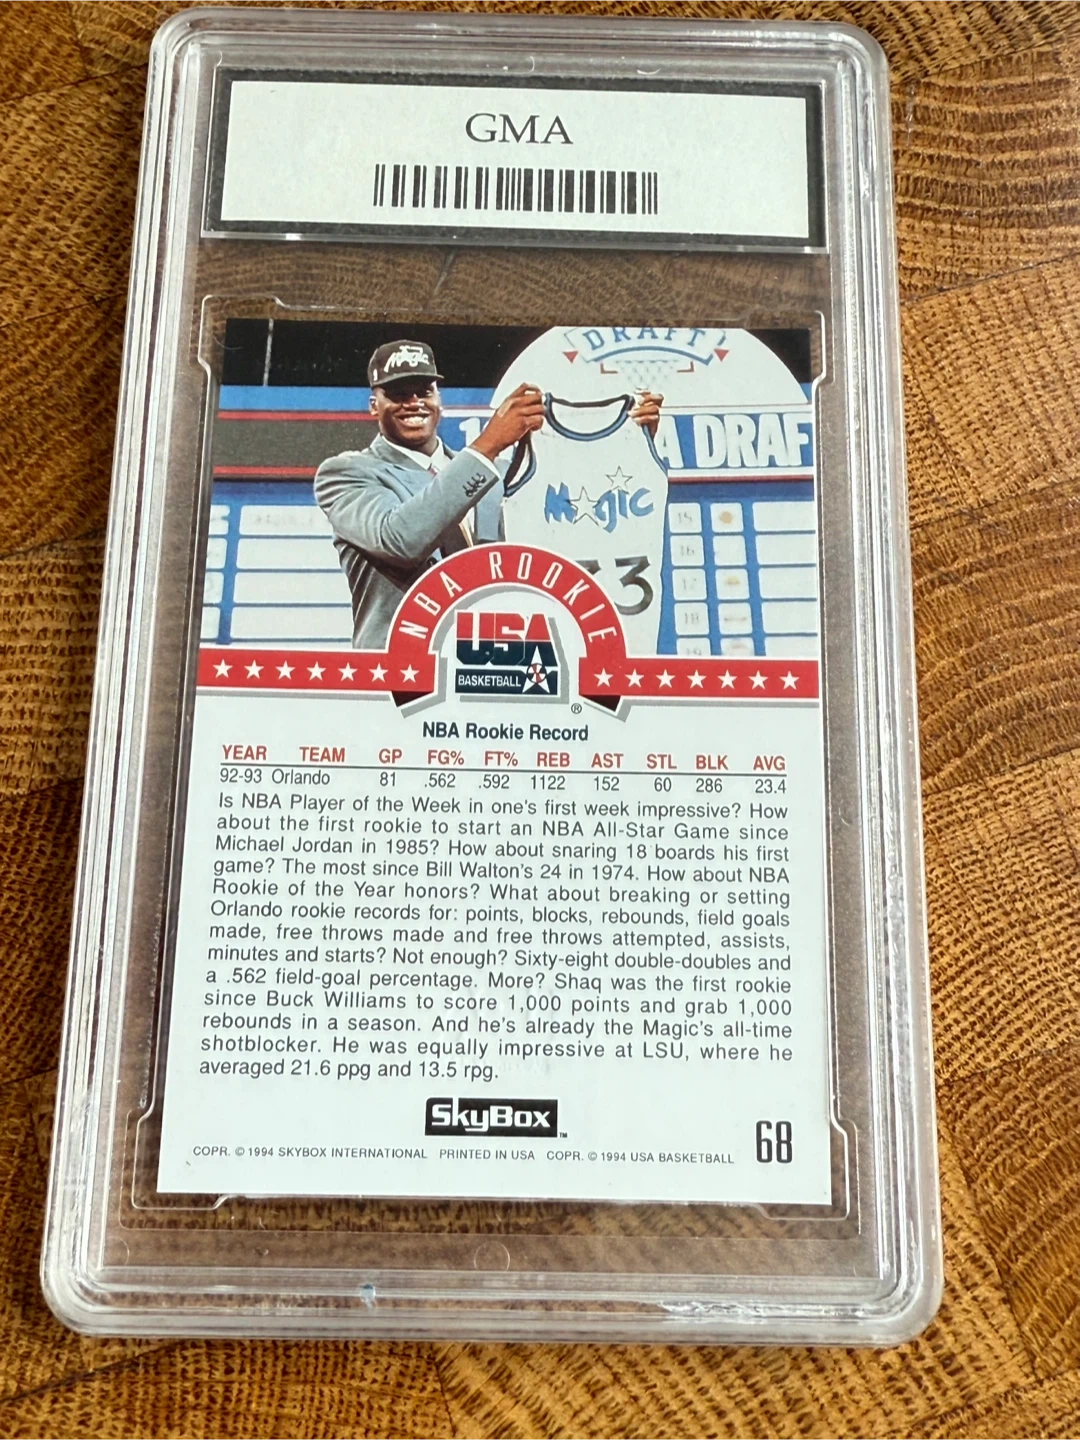 GMA
DRAFT
A DRAF
Magic
Magic
33
15
16
17
18
NBA ROOKIE
USA
BASKETBALL
®
NBA Rookie Record
YEAR TEAM GP FG% FT% REB AST STL BLK AVG
92-93 Orlando 81 .562 .592 1122 152 60 286 23.4
Is NBA Player of the Week in one's first week impressive? How
about the first rookie to start an NBA All-Star Game since
Michael Jordan in 1985? How about snaring 18 boards his first
game? The most since Bill Walton's 24 in 1974. How about NBA
Rookie of the Year honors? What about breaking or setting
Orlando rookie records for: points, blocks, rebounds, field goals
made, free throws made and free throws attempted, assists,
minutes and starts? Not enough? Sixty-eight double-doubles and
a .562 field-goal percentage. More? Shaq was the first rookie
since Buck Williams to score 1,000 points and grab 1,000
rebounds in a season. And he's already the Magic's all-time
shotblocker. He was equally impressive at LSU, where he
averaged 21.6 ppg and 13.5 rpg.
SkyBox™
68
COPR. © 1994 SKYBOX INTERNATIONAL PRINTED IN USA COPR. © 1994 USA BASKETBALL